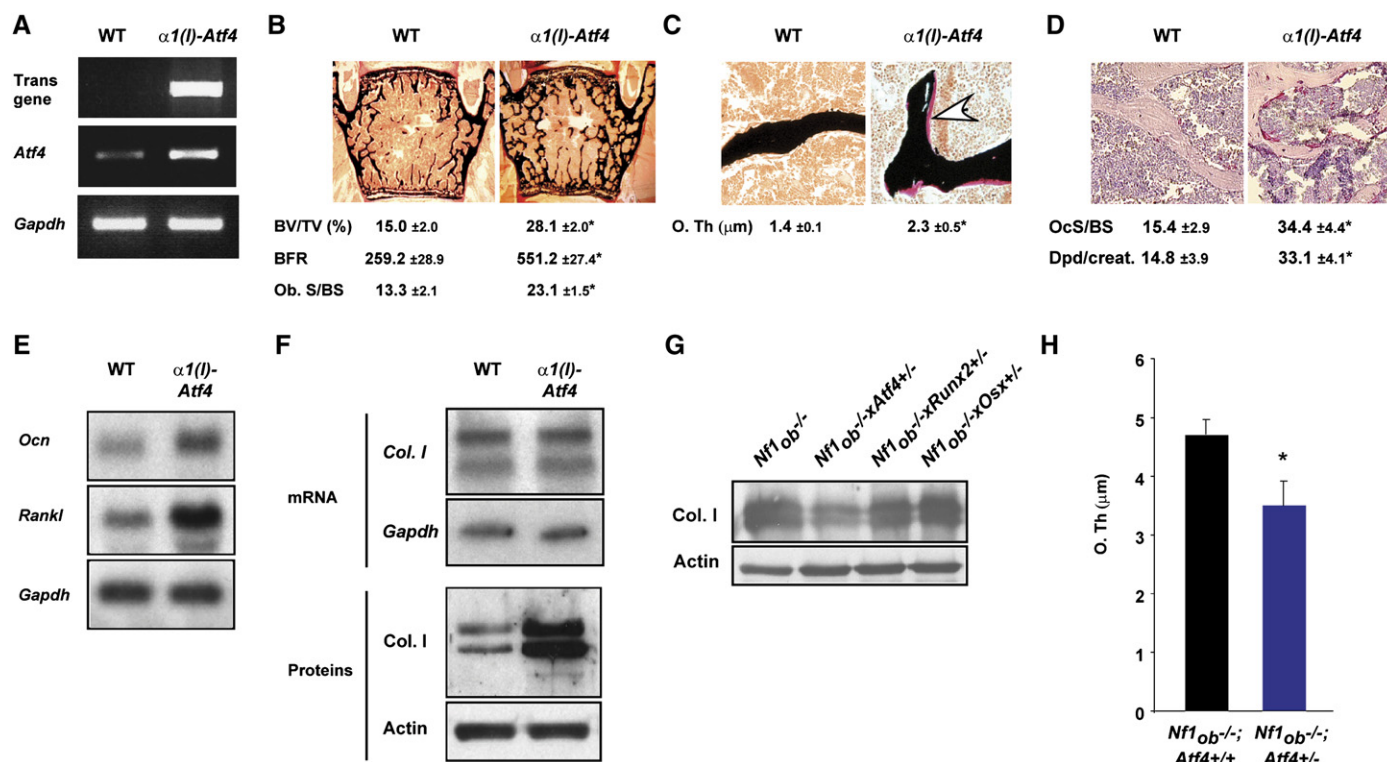 A
WT α1(I)-Atf4
Trans gene
Atf4
Gapdh
B
WT α1(I)-Atf4
BV/TV (%) 15.0 ±2.0 28.1 ±2.0*
BFR 259.2 ±28.9 551.2 ±27.4*
Ob. S/BS 13.3 ±2.1 23.1 ±1.5*
C
WT α1(I)-Atf4
O. Th (μm) 1.4 ±0.1 2.3 ±0.5*
D
WT α1(I)-Atf4
OcS/BS 15.4 ±2.9 34.4 ±4.4*
Dpd/creat. 14.8 ±3.9 33.1 ±4.1*
E
WT α1(I)-
Atf4
Ocn
Rankl
Gapdh
F
WT α1(I)-
Atf4
mRNA
Col. I
Gapdh
Proteins
Col. I
Actin
G
Nf1ob-/-
Nf1ob-/-xAtf4+/-
Nf1ob-/-xRunx2+/-
Nf1ob-/-xOsx+/-
Col. I
Actin
H
O. Th (μm)
6
5
4
3
2
1
0
*
Nf1ob-/-; Nf1ob-/-;
Atf4+/+ Atf4+/-